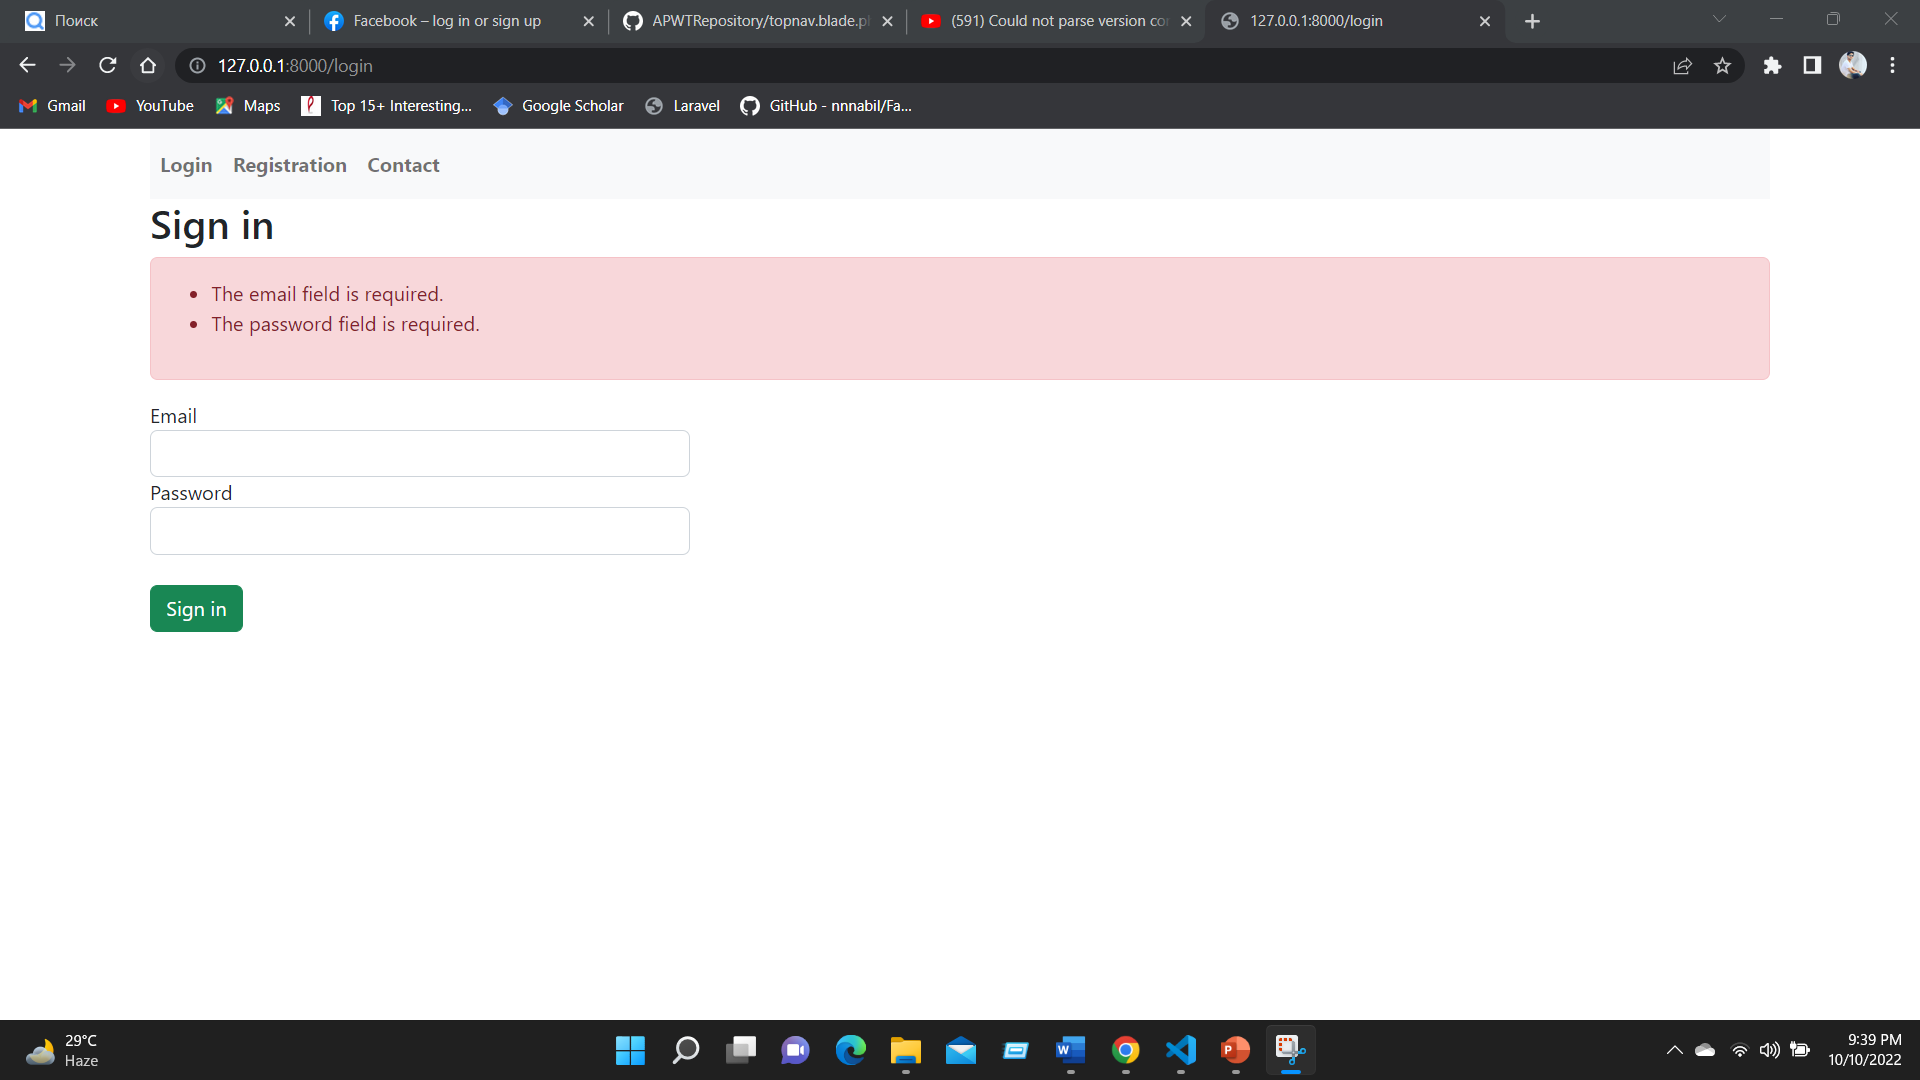 Поиск
Facebook – log in or sign up
APWTRepository/topnav.blade.p
(591) Could not parse version co
127.0.0.1:8000/login
127.0.0.1:8000/login
Gmail
YouTube
Maps
Top 15+ Interesting...
Google Scholar
Laravel
GitHub - nnnabil/Fa...
Login Registration Contact
Sign in
• The email field is required.
• The password field is required.
Email
Password
Sign in
29°C
Haze
9:39 PM
10/10/2022